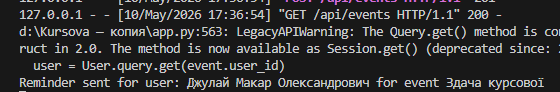 127.0.0.1 - - [10/May/2026 17:36:54] "GET /api/events HTTP/1.1" 200 -
d:\Kursova – копия\app.py:563: LegacyAPIWarning: The Query.get() method is con
ruct in 2.0. The method is now available as Session.get() (deprecated since: 2
user = User.query.get(event.user_id)
Reminder sent for user: Джулай Макар Олександрович for event Здача курсової